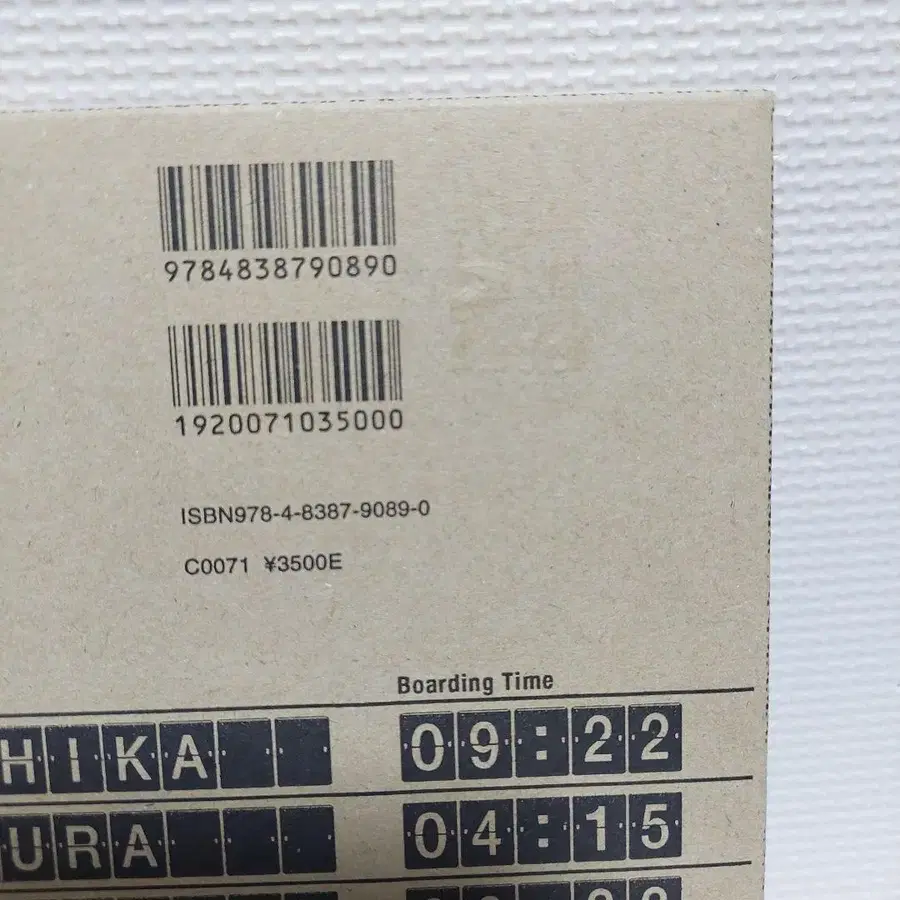 9784838790890
1920071035000
ISBN978-4-8387-9089-0
C0071 ¥3500E
Boarding Time
HIKA 09:22
URA 04:15